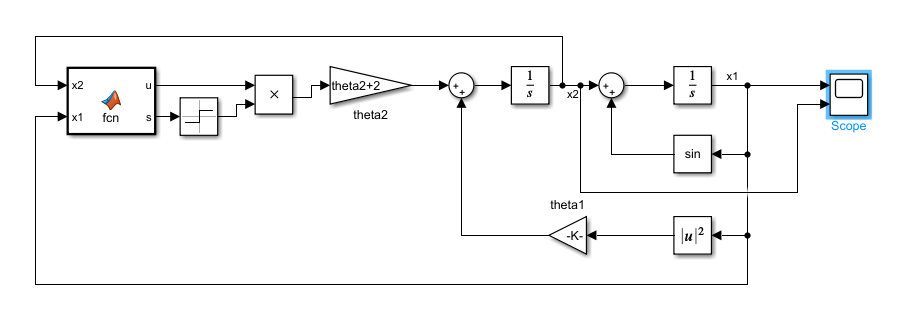 x2
u
x1
s
fcn
×
theta2+2
theta2
+
+
1
s
x2
+
+
1
s
x1
Scope
sin
theta1
-K-
|u|²